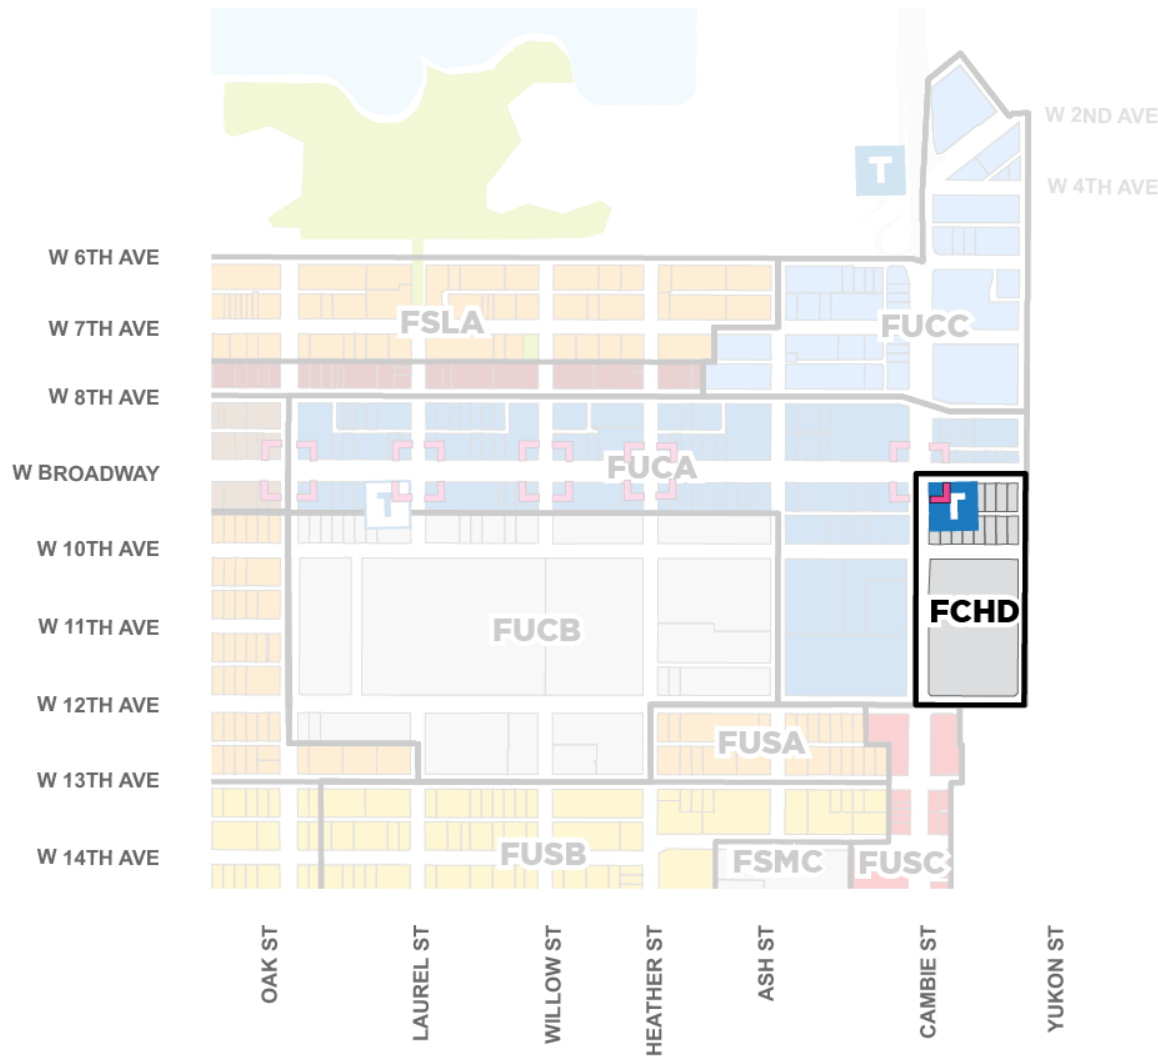 W 2ND AVE
T
W 4TH AVE
W 6TH AVE
FSLA
FUCC
W 7TH AVE
W 8TH AVE
FUCA
W BROADWAY
T
T
W 10TH AVE
FCHD
W 11TH AVE
FUCB
W 12TH AVE
FUSA
W 13TH AVE
FUSB
FSMC
FUSC
W 14TH AVE
OAK ST
LAUREL ST
WILLOW ST
HEATHER ST
ASH ST
CAMBIE ST
YUKON ST